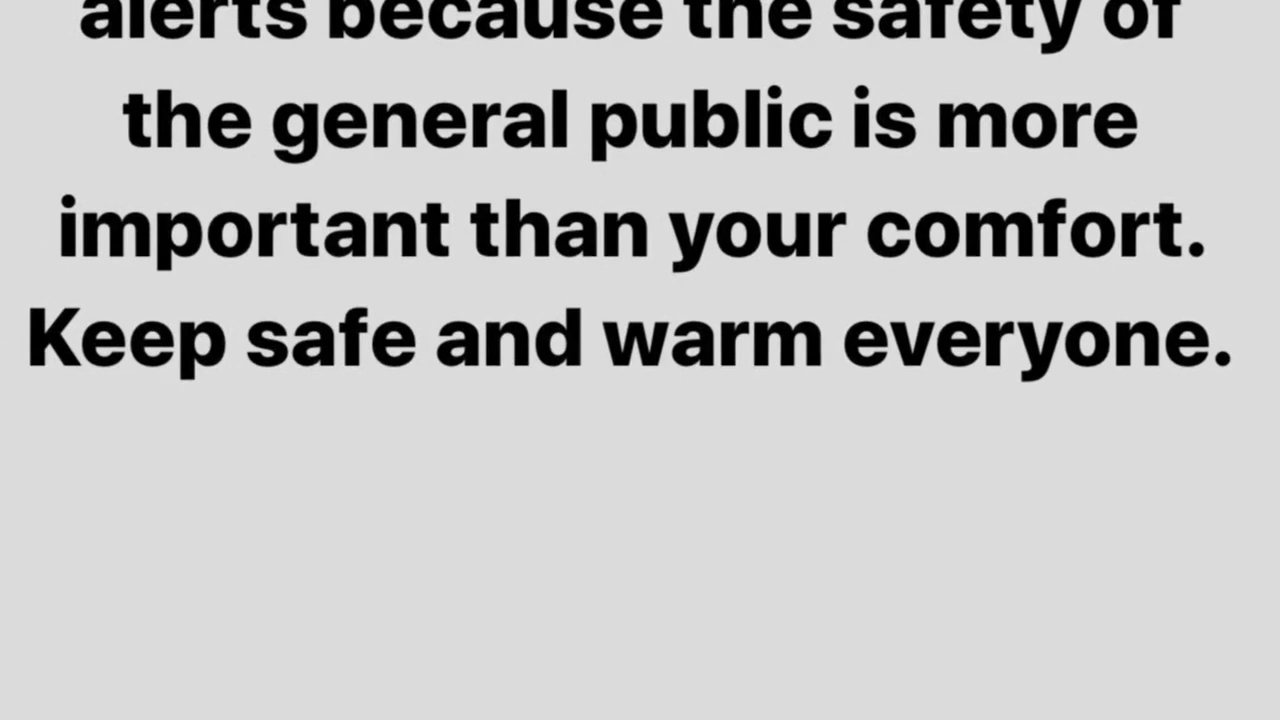 alerts because the safety of
the general public is more
important than your comfort.
Keep safe and warm everyone.